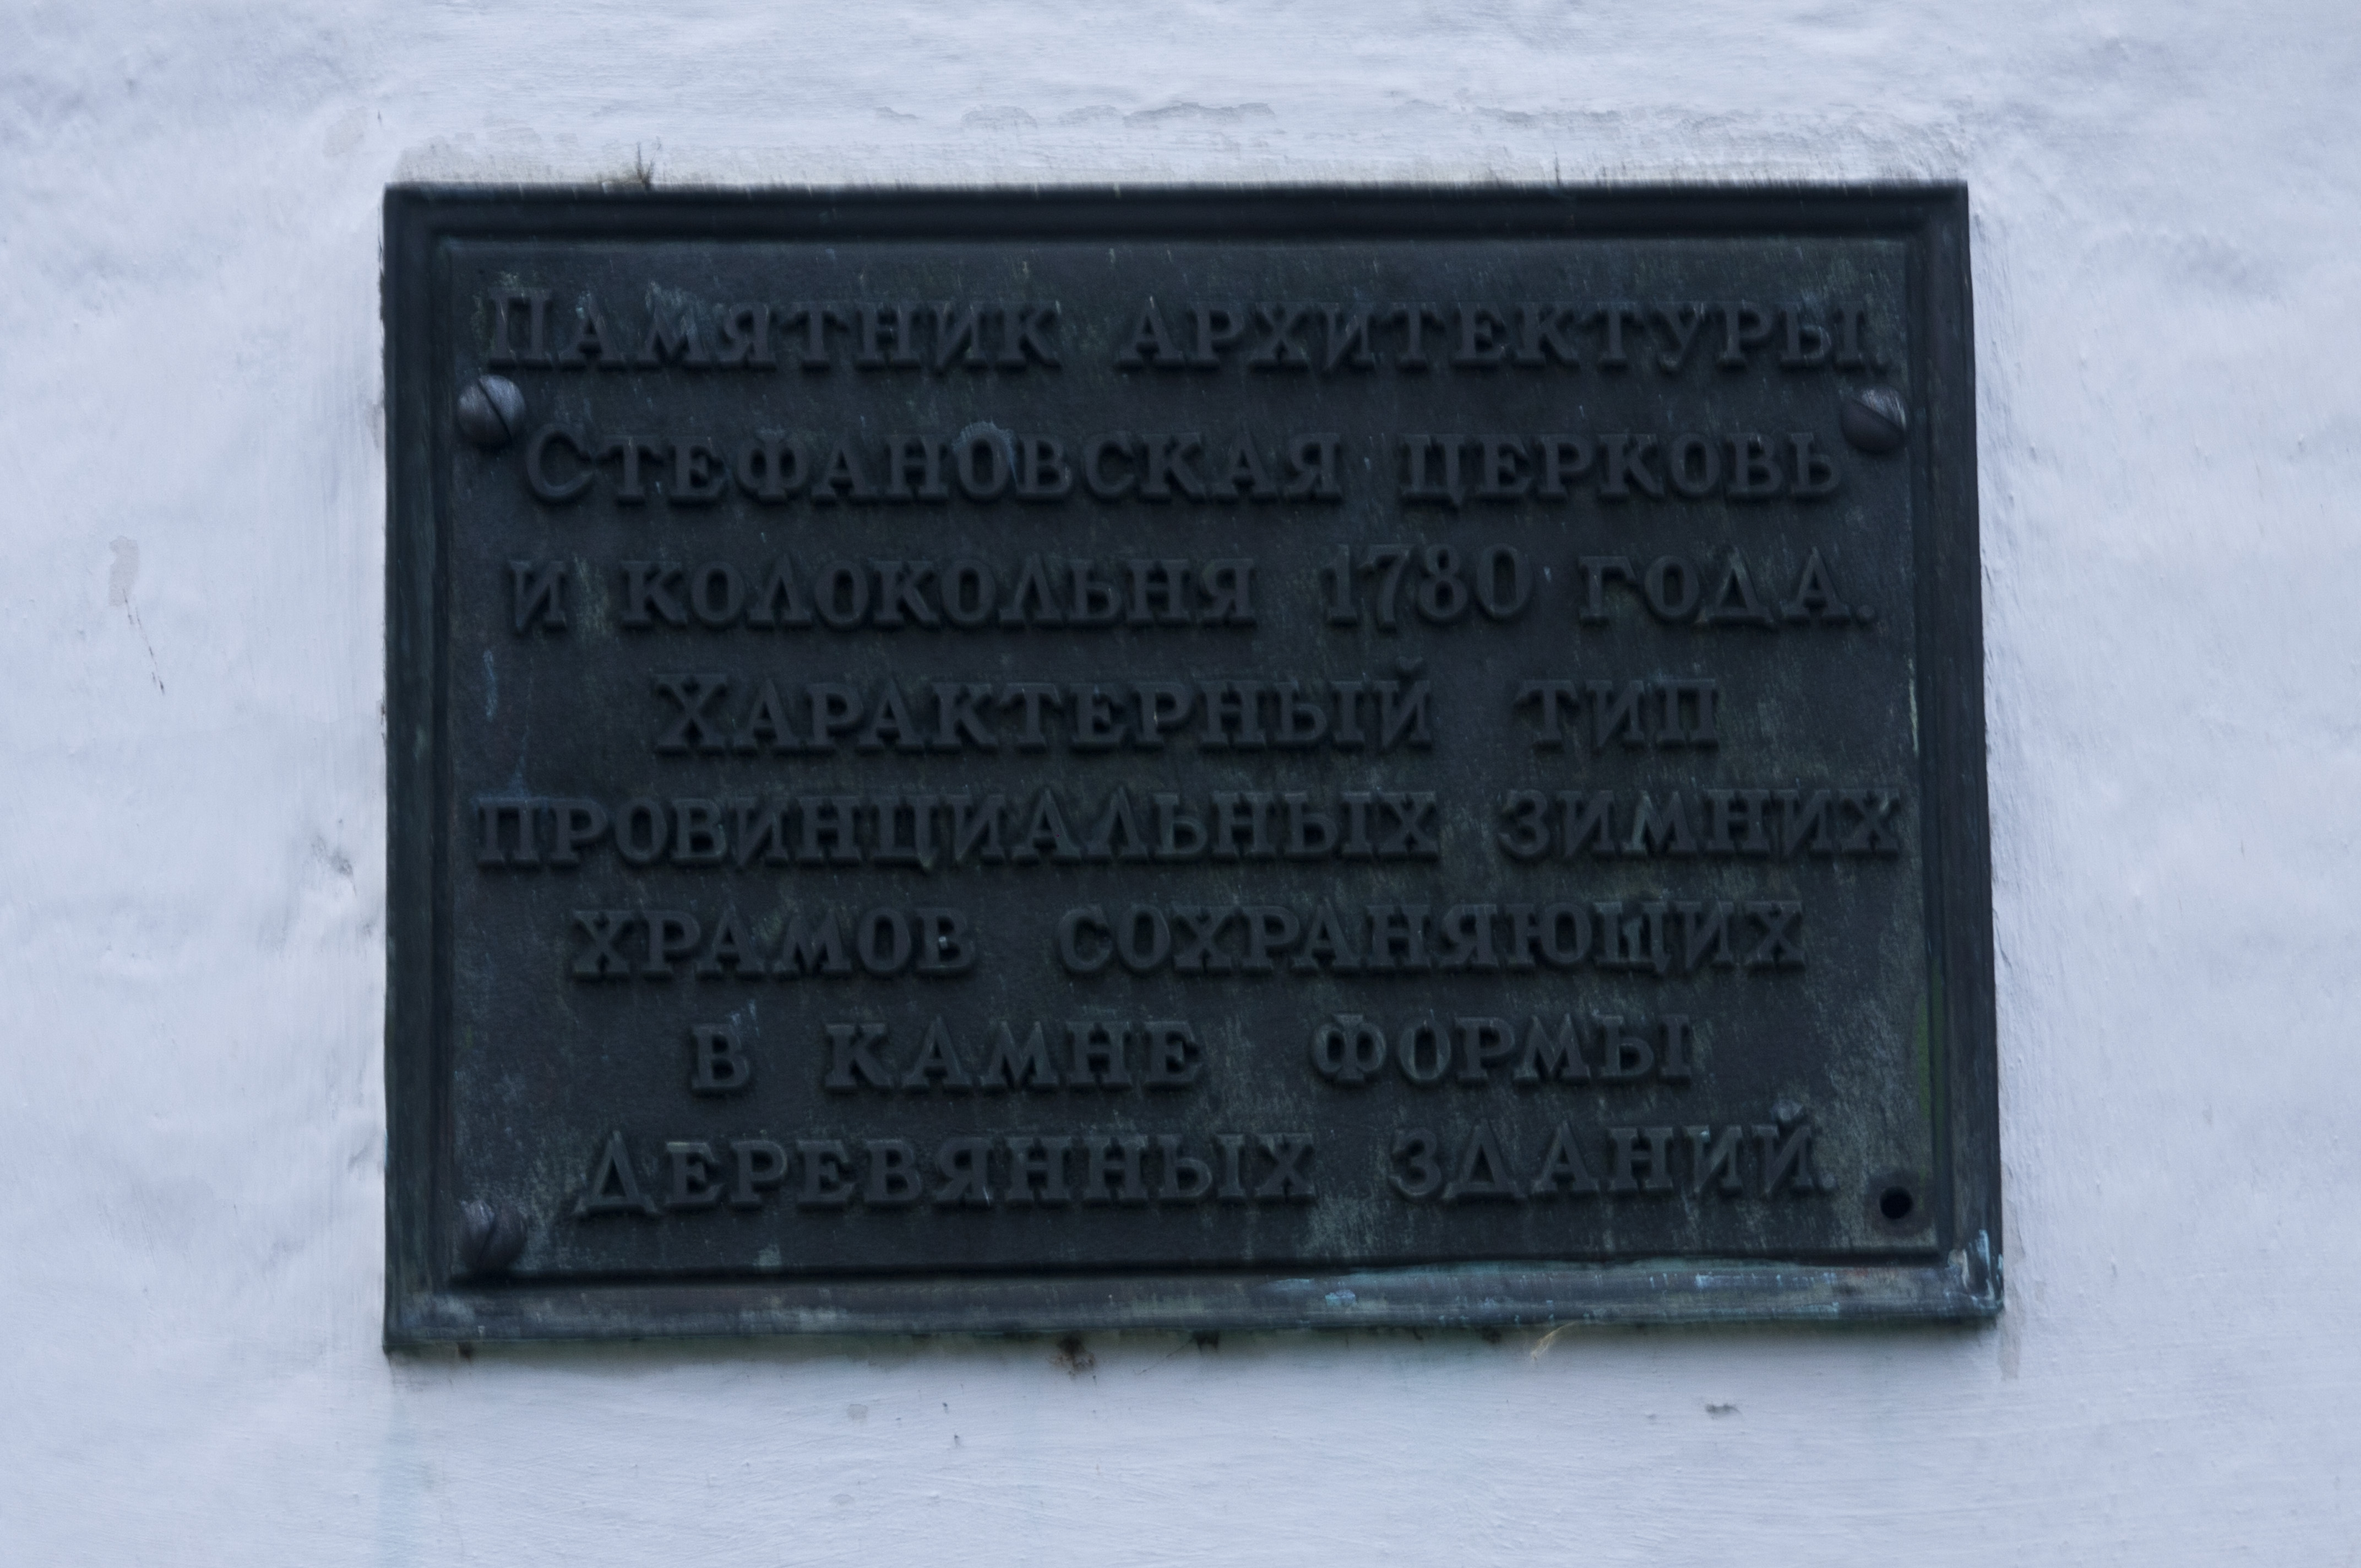 Памятник архитектуры.
Стефановская церковь
и колокольня 1780 года.
Характерный тип
провинциальных зимних
храмов сохраняющих
в камне формы
деревянных зданий.